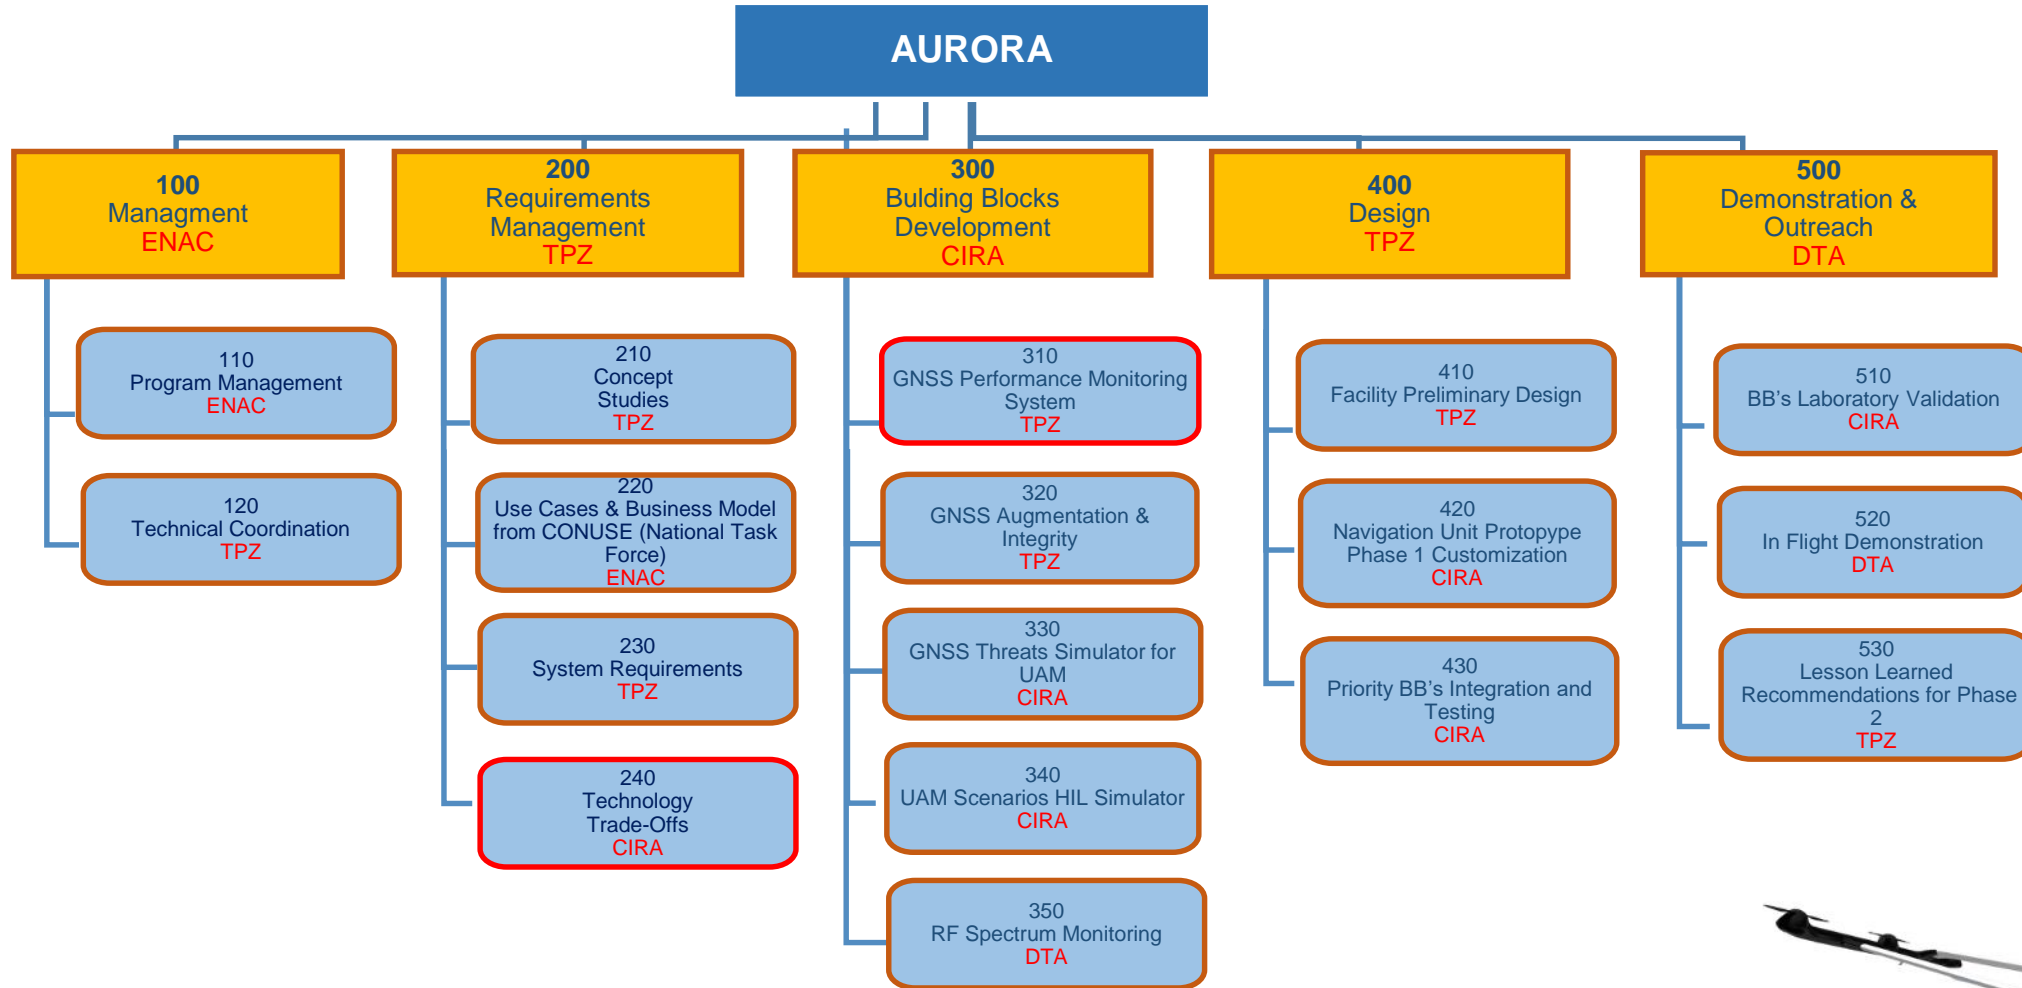 AURORA
100
Managment
ENAC
200
Requirements
Management
TPZ
300
Bulding Blocks
Development
CIRA
400
Design
TPZ
500
Demonstration &
Outreach
DTA
110
Program Management
ENAC
120
Technical Coordination
TPZ
210
Concept
Studies
TPZ
220
Use Cases & Business Model
from CONUSE (National Task
Force)
ENAC
230
System Requirements
TPZ
240
Technology
Trade-Offs
CIRA
310
GNSS Performance Monitoring
System
TPZ
320
GNSS Augmentation &
Integrity
TPZ
330
GNSS Threats Simulator for
UAM
CIRA
340
UAM Scenarios HIL Simulator
CIRA
350
RF Spectrum Monitoring
DTA
410
Facility Preliminary Design
TPZ
420
Navigation Unit Protopype
Phase 1 Customization
CIRA
430
Priority BB's Integration and
Testing
CIRA
510
BB's Laboratory Validation
CIRA
520
In Flight Demonstration
DTA
530
Lesson Learned
Recommendations for Phase
2
TPZ